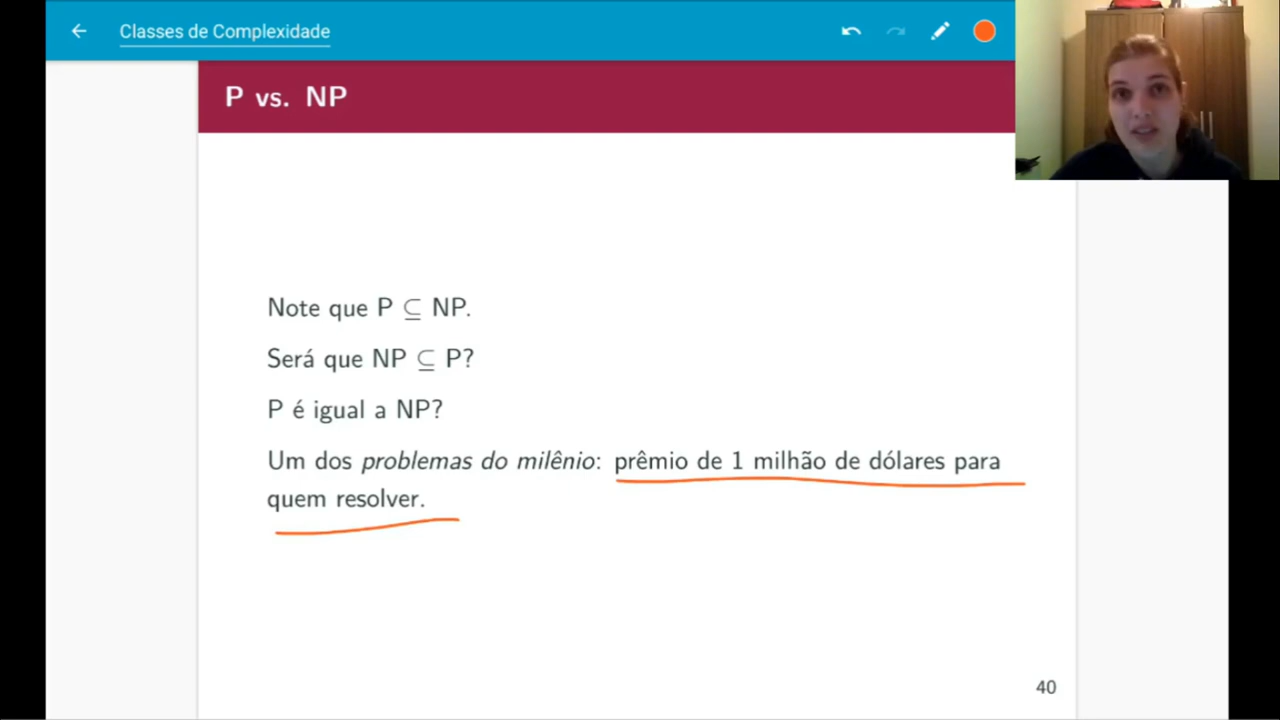 Classes de Complexidade
P vs. NP
Note que P ⊆ NP.
Será que NP ⊆ P?
P é igual a NP?
Um dos problemas do milênio: prêmio de 1 milhão de dólares para
quem resolver.
40